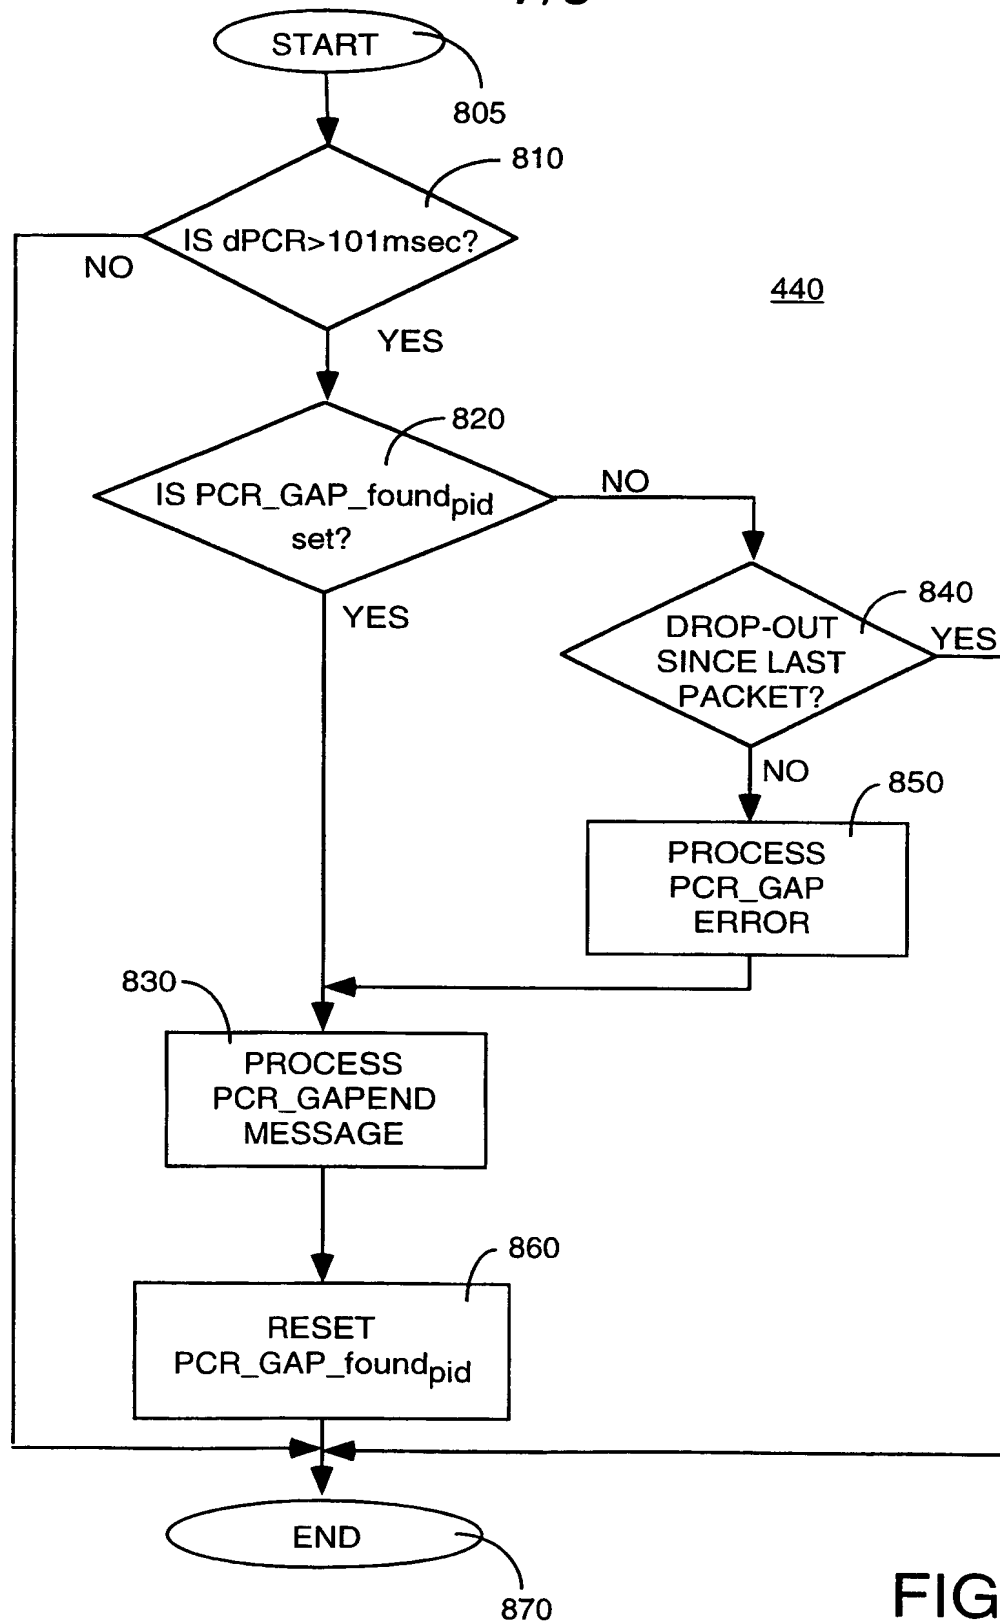 START
805
810
IS dPCR>101msec?
NO
440
YES
820
IS PCR_GAP_foundpid
set?
NO
840
YES
DROP-OUT
SINCE LAST
PACKET?
YES
NO
850
PROCESS
PCR_GAP
ERROR
830
PROCESS
PCR_GAPEND
MESSAGE
860
RESET
PCR_GAP_foundpid
END
870
FIG